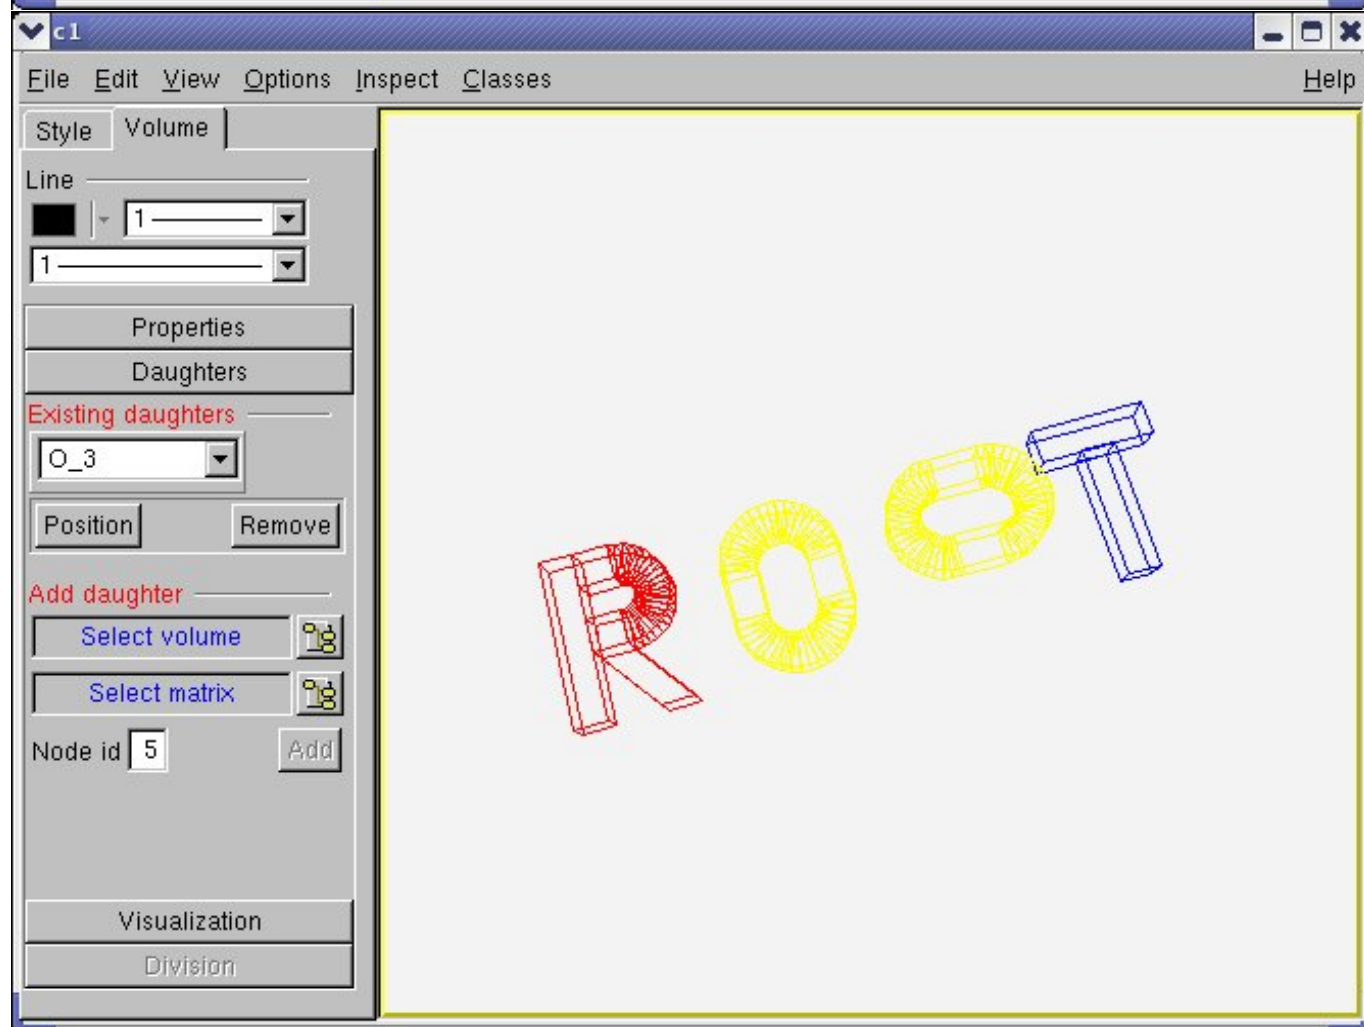 c1
File Edit View Options Inspect Classes Help
Style Volume
Line
1
1
Properties
Daughters
Existing daughters
O_3
Position Remove
Add daughter
Select volume
Select matrix
Node id 5 Add
Visualization
Division
ROOT